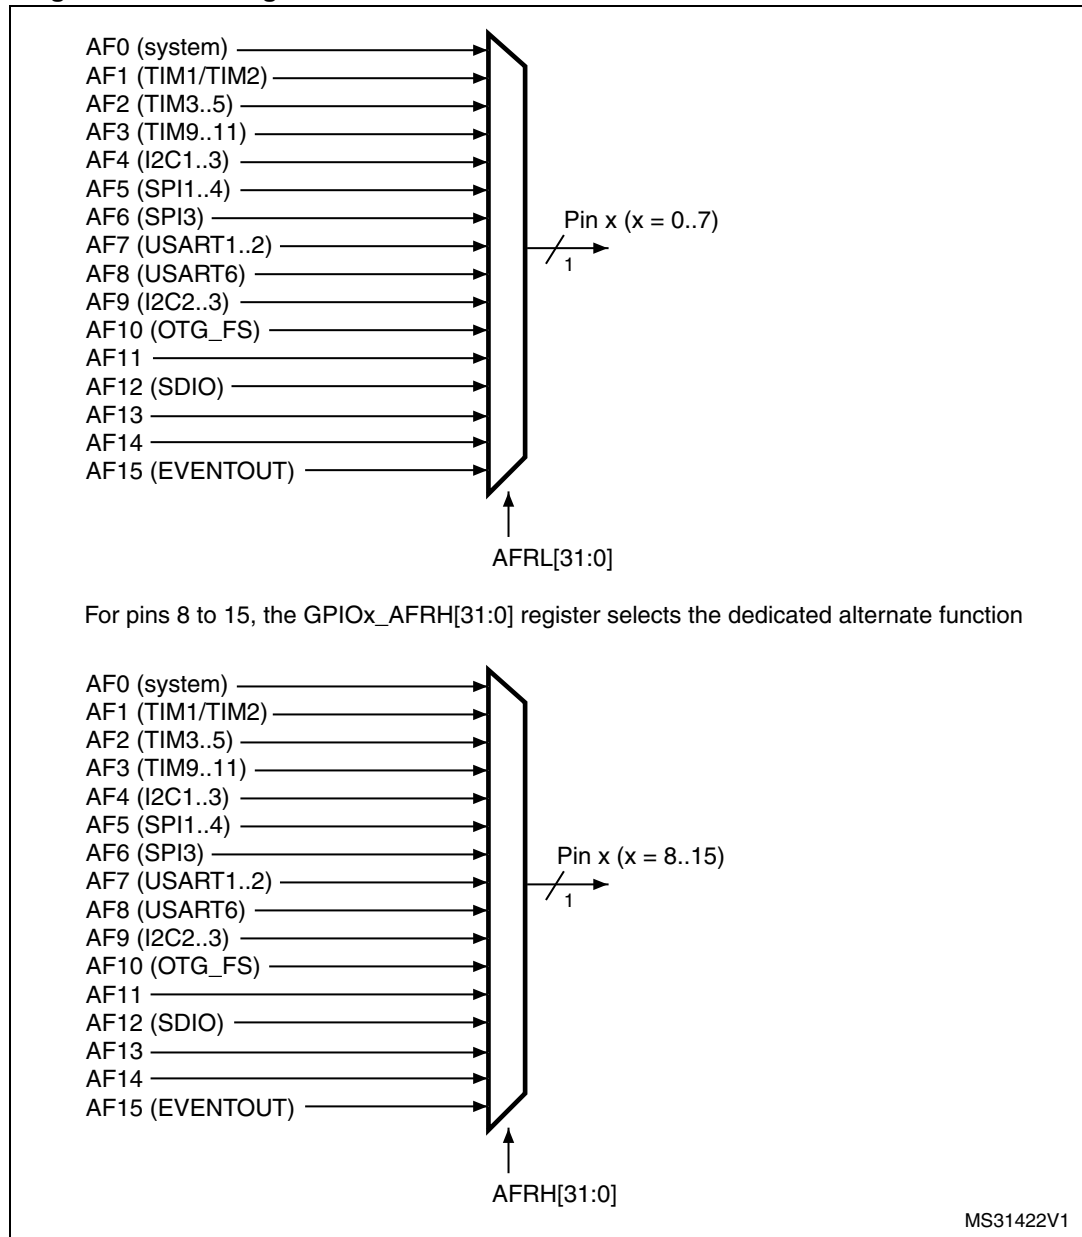 AF0 (system)
AF1 (TIM1/TIM2)
AF2 (TIM3..5)
AF3 (TIM9..11)
AF4 (I2C1..3)
AF5 (SPI1..4)
AF6 (SPI3)
AF7 (USART1..2)
AF8 (USART6)
AF9 (I2C2..3)
AF10 (OTG_FS)
AF11
AF12 (SDIO)
AF13
AF14
AF15 (EVENTOUT)
Pin x (x = 0..7)
1
AFRL[31:0]
For pins 8 to 15, the GPIOx_AFRH[31:0] register selects the dedicated alternate function
AF0 (system)
AF1 (TIM1/TIM2)
AF2 (TIM3..5)
AF3 (TIM9..11)
AF4 (I2C1..3)
AF5 (SPI1..4)
AF6 (SPI3)
AF7 (USART1..2)
AF8 (USART6)
AF9 (I2C2..3)
AF10 (OTG_FS)
AF11
AF12 (SDIO)
AF13
AF14
AF15 (EVENTOUT)
Pin x (x = 8..15)
1
AFRH[31:0]
MS31422V1